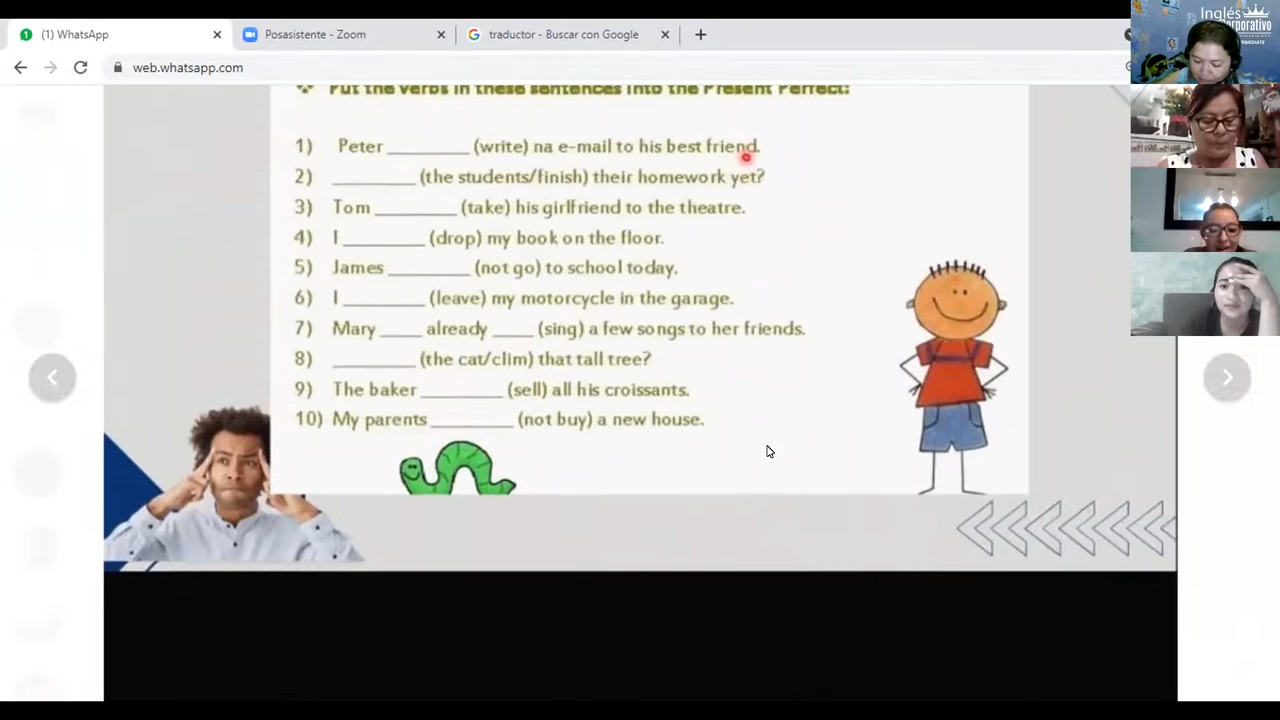 (1) WhatsApp
Posasistente - Zoom
traductor - Buscar con Google
web.whatsapp.com
Inglés
Corporativo
Put the verbs in these sentences into the Present Perfect:
1) Peter ________ (write) na e-mail to his best friend.
2) ________ (the students/finish) their homework yet?
3) Tom ________ (take) his girlfriend to the theatre.
4) I ________ (drop) my book on the floor.
5) James ________ (not go) to school today.
6) I ________ (leave) my motorcycle in the garage.
7) Mary ____ already ____ (sing) a few songs to her friends.
8) ________ (the cat/clim) that tall tree?
9) The baker ________ (sell) all his croissants.
10) My parents ________ (not buy) a new house.